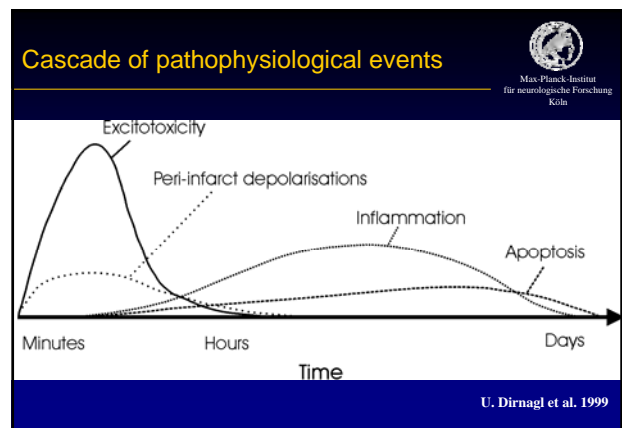 Cascade of pathophysiological events
Max-Planck-Institut
für neurologische Forschung
Köln
Excitotoxicity
Peri-infarct depolarisations
Inflammation
Apoptosis
Minutes Hours Days
Time
U. Dirnagl et al. 1999